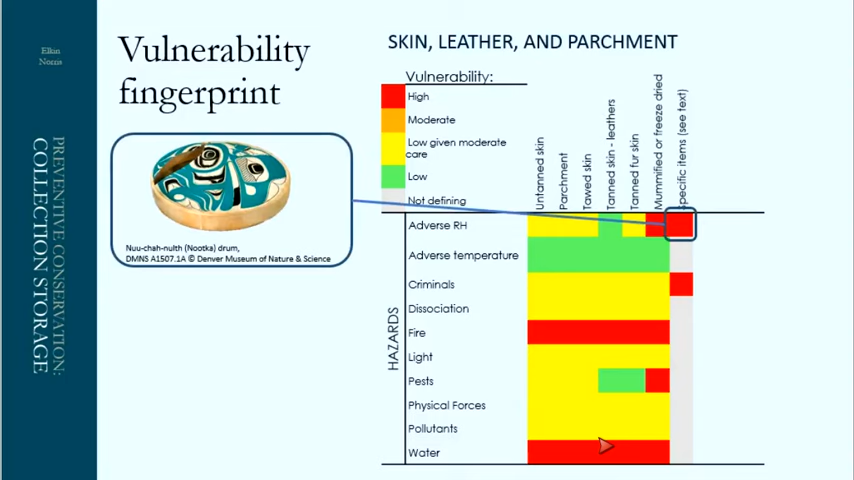 Elkin
Norris
PREVENTIVE CONSERVATION:
COLLECTION STORAGE
Vulnerability
fingerprint
Nuu-chah-nulth (Nootka) drum,
DMNS A1507.1A © Denver Museum of Nature & Science
SKIN, LEATHER, AND PARCHMENT
Vulnerability:
High
Moderate
Low given moderate
care
Low
Not defining
Untanned skin
Parchment
Tawed skin
Tanned skin - leathers
Tanned fur skin
Mummified or freeze dried
Specific items (see text)
HAZARDS
Adverse RH
Adverse temperature
Criminals
Dissociation
Fire
Light
Pests
Physical Forces
Pollutants
Water